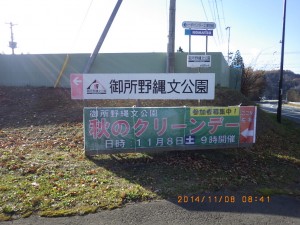 御所野縄文公園
御所野縄文公園
参加者募集中!
秋のクリーンデー
日時 11月8日土 9時開催
2014/11/08 08:41